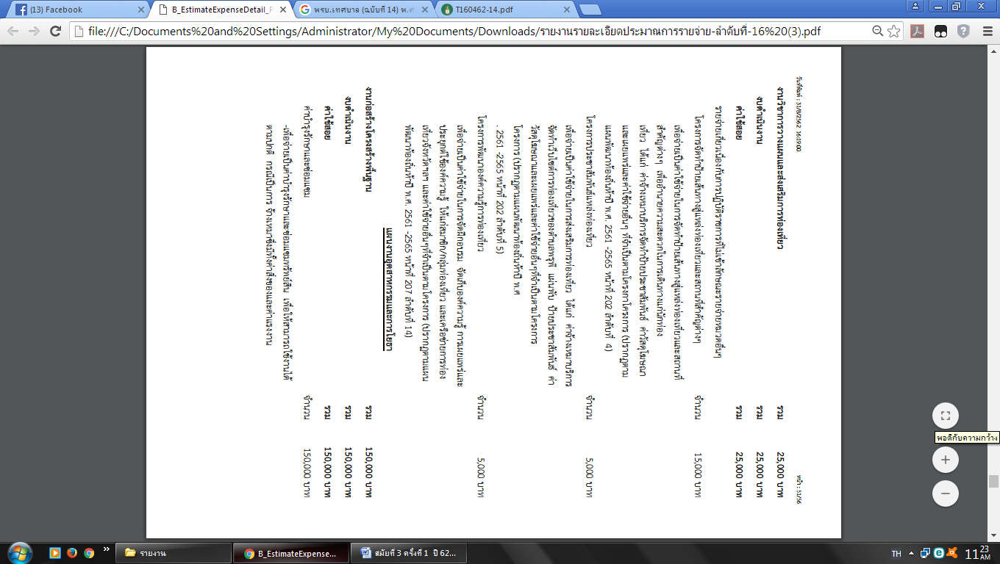 (13) Facebook
B_EstimateExpenseDetail_F
พรบ.เทศบาล (ฉบับที่ 14) พ.ศ
T160462-14.pdf
file:///C:/Documents%20and%20Settings/Administrator/My%20Documents/Downloads/รายงานรายละเอียดประมาณการรายจ่าย-ลำดับที่-16%20(3).pdf
วันที่พิมพ์ : 31/8/2562 16:19:00
หน้า : 51/56
งานวิชาการวางแผนและส่งเสริมการท่องเที่ยว รวม 25,000 บาท
งบดำเนินงาน รวม 25,000 บาท
ค่าใช้สอย รวม 25,000 บาท
รายจ่ายเกี่ยวเนื่องกับการปฏิบัติราชการที่ไม่เข้าลักษณะรายจ่ายหมวดอื่นๆ
โครงการจัดทำป้ายเส้นทางสู่แหล่งท่องเที่ยวและสถานที่สำคัญต่างๆ จำนวน 15,000 บาท
เพื่อจ่ายเป็นค่าใช้จ่ายในการจัดทำป้ายเส้นทางสู่แหล่งท่องเที่ยวและสถานที่
สำคัญต่างๆ เพื่ออำนวยความสะดวกในการเดินทางแก่นักท่อง
เที่ยว ได้แก่ ค่าจ้างเหมาบริการจัดทำป้ายประชาสัมพันธ์ ค่าวัสดุโฆษณา
และเผยแพร่และค่าใช้จ่ายอื่นๆ ที่จำเป็นตามโครงการ (ปรากฏตาม
แผนพัฒนาท้องถิ่นห้าปี พ.ศ. 2561 -2565 หน้าที่ 202 ลำดับที่ 4)
โครงการประชาสัมพันธ์แหล่งท่องเที่ยว จำนวน 5,000 บาท
เพื่อจ่ายเป็นค่าใช้จ่ายในการส่งเสริมการท่องเที่ยว ได้แก่ ค่าจ้างเหมาบริการ
จัดทำเว็บไซต์การท่องเที่ยวของตำบลพรุพี แผ่นพับ ป้ายประชาสัมพันธ์ ค่า
วัสดุโฆษณาและเผยแพร่และค่าใช้จ่ายอื่นๆที่จำเป็นตามโครงการ
โครงการ (ปรากฏตามแผนพัฒนาท้องถิ่นห้าปี พ.ศ
. 2561 -2565 หน้าที่ 202 ลำดับที่ 5)
โครงการพัฒนาองค์ความรู้การท่องเที่ยว จำนวน 5,000 บาท
เพื่อจ่ายเป็นค่าใช้จ่ายในการจัดฝึกอบรม จัดเก็บองค์ความรู้ การเผยแพร่และ
ประยุกต์ใช้องค์ความรู้ ให้แก่สมาชิก/กลุ่มท่องเที่ยว และเครือข่ายการท่อง
เที่ยวจังหวัดฯลฯ และค่าใช้จ่ายอื่นๆที่จำเป็นตามโครงการ (ปรากฏตามแผน
พัฒนาท้องถิ่นห้าปี พ.ศ. 2561 -2565 หน้าที่ 207 ลำดับที่ 14)
แผนงานอุตสาหกรรมและการโยธา
งานก่อสร้างโครงสร้างพื้นฐาน รวม 150,000 บาท
งบดำเนินงาน รวม 150,000 บาท
ค่าใช้สอย รวม 150,000 บาท
ค่าบำรุงรักษาและซ่อมแซม จำนวน 150,000 บาท
-เพื่อจ่ายเป็นค่าบำรุงรักษาและซ่อมแซมทรัพย์สิน เพื่อให้สามารถใช้งานได้
ตามปกติ กรณีเป็นการ จ้างเหมาซึ่งมีทั้งค่าสิ่งของและค่าแรงงาน
พอดีกับความกว้าง
รายงาน
B_EstimateExpense...
สมัยที่ 3 ครั้งที่ 1 ปี 62...
TH
11 23 AM